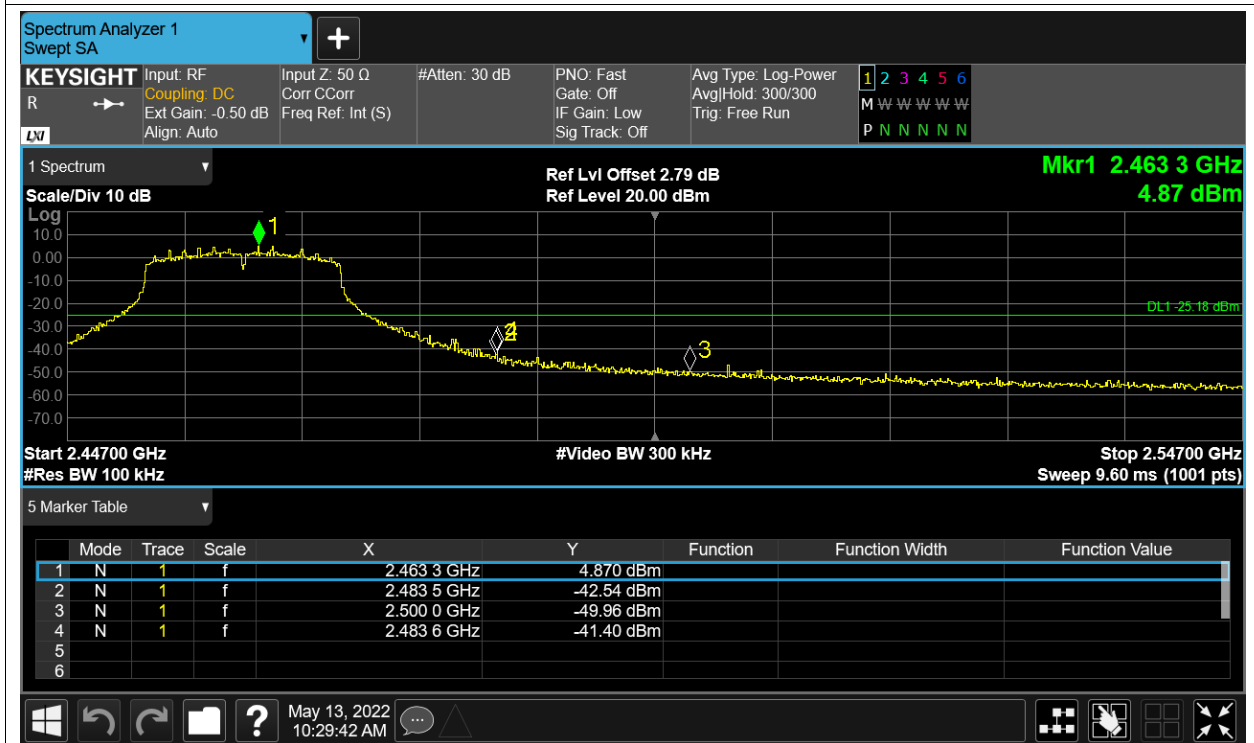 Spectrum Analyzer 1
Swept SA
+
KEYSIGHT
R
LXI
Input: RF
Coupling: DC
Ext Gain: -0.50 dB
Align: Auto
Input Z: 50 Ω
Corr CCorr
Freq Ref: Int (S)
#Atten: 30 dB
PNO: Fast
Gate: Off
IF Gain: Low
Sig Track: Off
Avg Type: Log-Power
Avg|Hold: 300/300
Trig: Free Run
1 2 3 4 5 6
M W W W W W
P N N N N N
1 Spectrum
Scale/Div 10 dB
Ref Lvl Offset 2.79 dB
Ref Level 20.00 dBm
Mkr1 2.463 3 GHz
4.87 dBm
Log
10.0
0.00
-10.0
-20.0
-30.0
-40.0
-50.0
-60.0
-70.0
1
3
DL1 -25.18 dBm
Start 2.44700 GHz
#Video BW 300 kHz
Stop 2.54700 GHz
#Res BW 100 kHz
Sweep 9.60 ms (1001 pts)
5 Marker Table
Mode Trace Scale X Y Function Function Width Function Value
1 N 1 f 2.463 3 GHz 4.870 dBm
2 N 1 f 2.483 5 GHz -42.54 dBm
3 N 1 f 2.500 0 GHz -49.96 dBm
4 N 1 f 2.483 6 GHz -41.40 dBm
5
6
?
May 13, 2022
10:29:42 AM